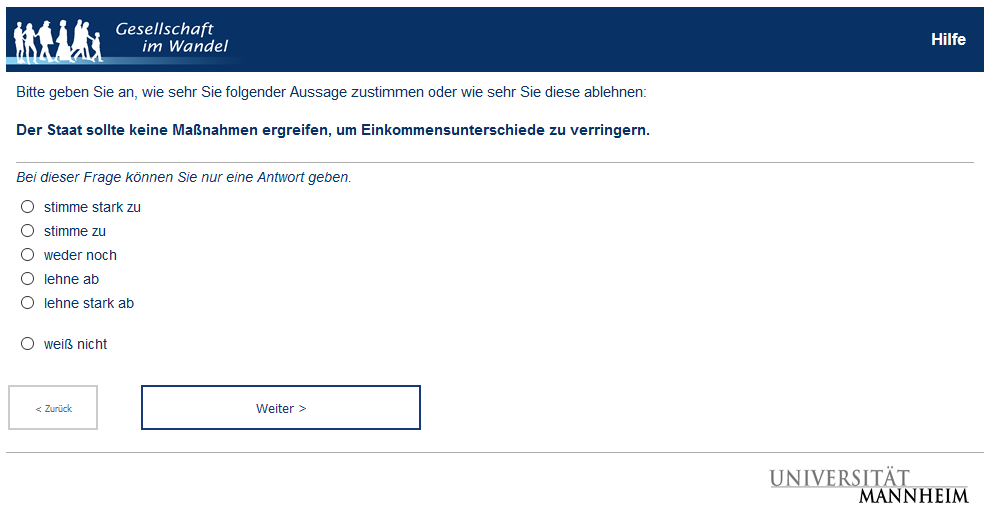 Gesellschaft
im Wandel
Hilfe
Bitte geben Sie an, wie sehr Sie folgender Aussage zustimmen oder wie sehr Sie diese ablehnen:
Der Staat sollte keine Maßnahmen ergreifen, um Einkommensunterschiede zu verringern.
Bei dieser Frage können Sie nur eine Antwort geben.
stimme stark zu
stimme zu
weder noch
lehne ab
lehne stark ab
weiß nicht
< Zurück
Weiter >
UNIVERSITÄT
MANNHEIM